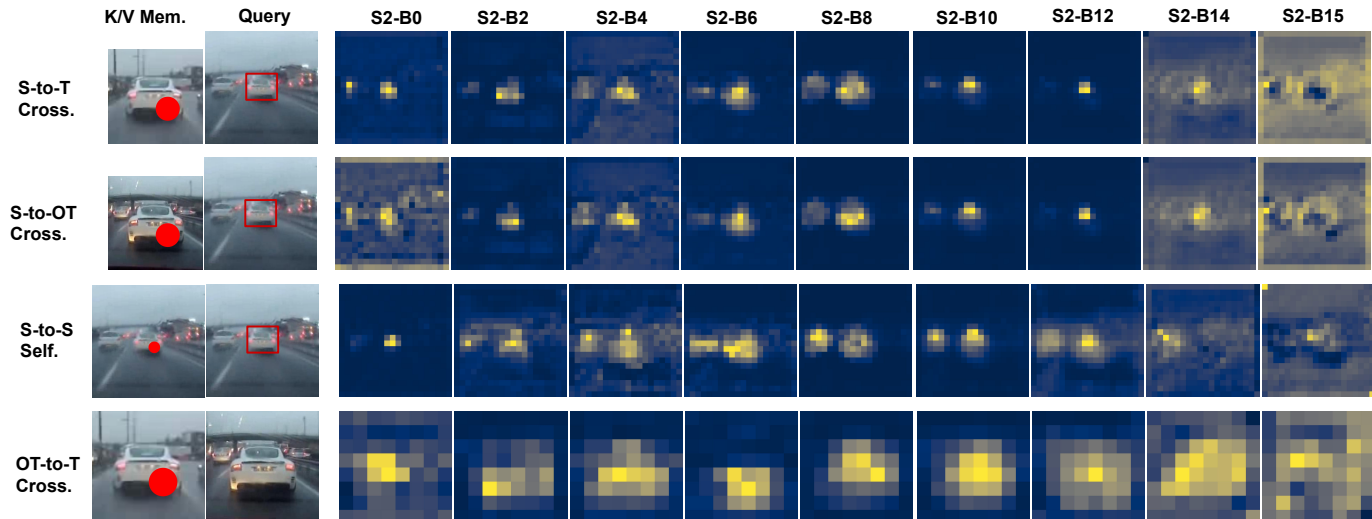 K/V Mem. Query S2-B0 S2-B2 S2-B4 S2-B6 S2-B8 S2-B10 S2-B12 S2-B14 S2-B15
S-to-T
Cross.
S-to-OT
Cross.
S-to-S
Self.
OT-to-T
Cross.